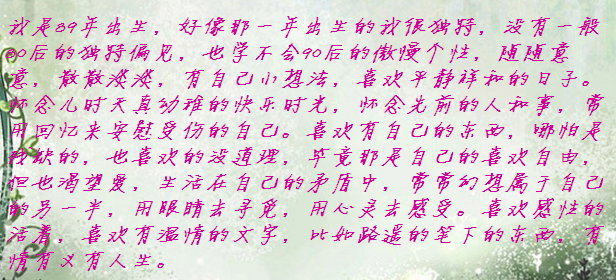 我是89年出生，好像那一年出生的我很独特，没有一般
80后的独特偏见，也学不会90后的傲慢个性，随随意
意，散散淡淡，有自己小想法，喜欢平静祥和的日子。
怀念儿时天真幼稚的快乐时光，怀念先前的人和事，常
用回忆来安慰受伤的自己。喜欢有自己的东西，哪怕是
的，也喜欢的没道理，毕竟那是自己的喜欢自由，
但也渴望爱，生活在自己的矛盾中，常常幻想属于自己
的另一半，用眼睛去寻觅，用心灵去感受。喜欢感性的
活着，喜欢有温情的文字，比如路遥的笔下的东西，有
情有义有人生。